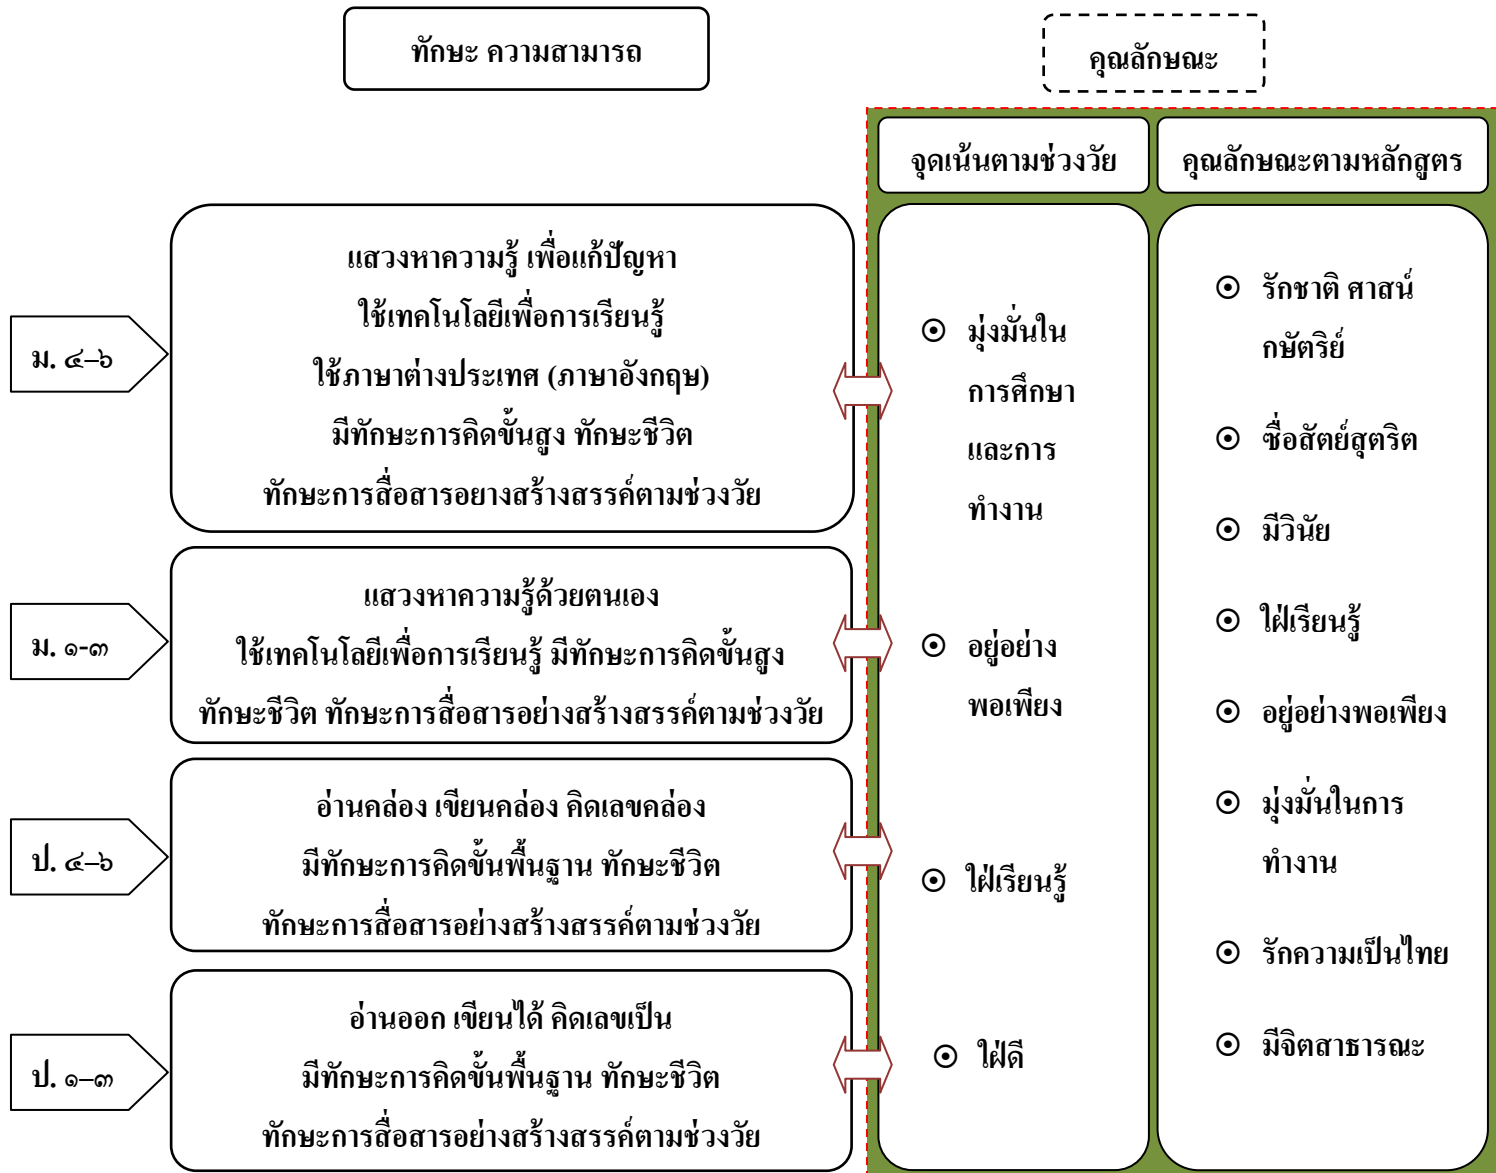 ทักษะ ความสามารถ
คุณลักษณะ
จุดเน้นตามช่วงวัย
คุณลักษณะตามหลักสูตร
ม. ๔–๖
แสวงหาความรู้ เพื่อแก้ปัญหา
ใช้เทคโนโลยีเพื่อการเรียนรู้
ใช้ภาษาต่างประเทศ (ภาษาอังกฤษ)
มีทักษะการคิดขั้นสูง ทักษะชีวิต
ทักษะการสื่อสารอยางสร้างสรรค์ตามช่วงวัย
ม. ๑-๓
แสวงหาความรู้ด้วยตนเอง
ใช้เทคโนโลยีเพื่อการเรียนรู้ มีทักษะการคิดขั้นสูง
ทักษะชีวิต ทักษะการสื่อสารอย่างสร้างสรรค์ตามช่วงวัย
ป. ๔–๖
อ่านคล่อง เขียนคล่อง คิดเลขคล่อง
มีทักษะการคิดขั้นพื้นฐาน ทักษะชีวิต
ทักษะการสื่อสารอย่างสร้างสรรค์ตามช่วงวัย
ป. ๑–๓
อ่านออก เขียนได้ คิดเลขเป็น
มีทักษะการคิดขั้นพื้นฐาน ทักษะชีวิต
ทักษะการสื่อสารอย่างสร้างสรรค์ตามช่วงวัย
มุ่งมั่นใน
การศึกษา
และการ
ทำงาน
อยู่อย่าง
พอเพียง
ใฝ่เรียนรู้
ใฝ่ดี
รักชาติ ศาสน์
กษัตริย์
ซื่อสัตย์สุตริต
มีวินัย
ใฝ่เรียนรู้
อยู่อย่างพอเพียง
มุ่งมั่นในการ
ทำงาน
รักความเป็นไทย
มีจิตสาธารณะ